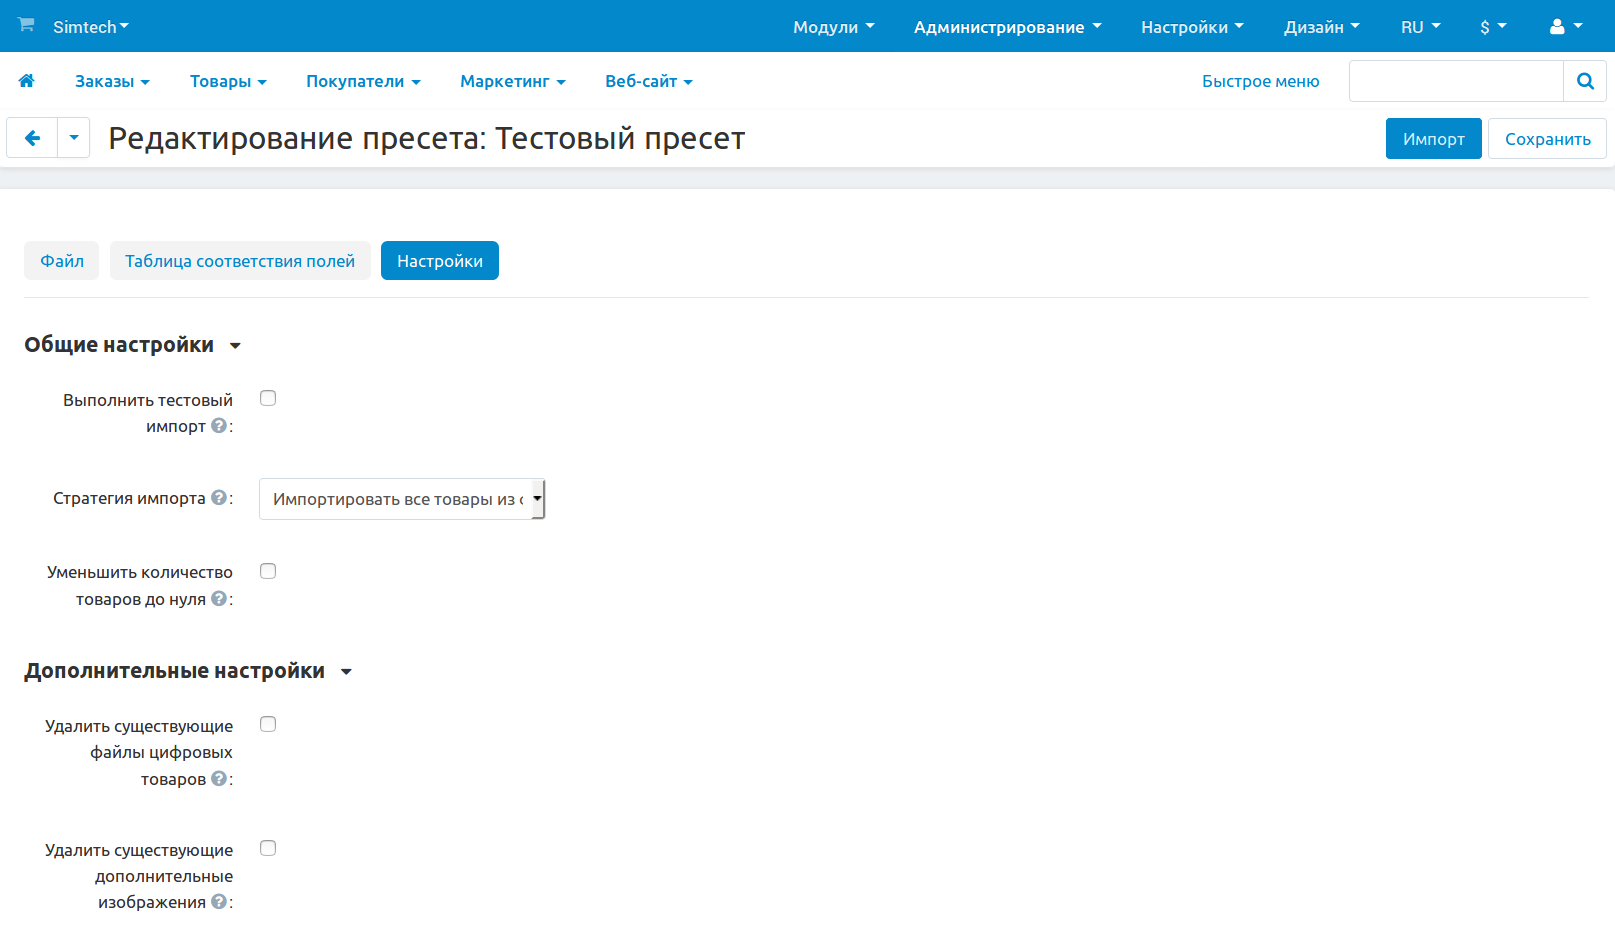 Simtech Модули Администрирование Настройки Дизайн RU $
Заказы Товары Покупатели Маркетинг Веб-сайт Быстрое меню
Редактирование пресета: Тестовый пресет Импорт Сохранить
Файл Таблица соответствия полей Настройки
Общие настройки
Выполнить тестовый
импорт ?:
Стратегия импорта ?: Импортировать все товары из
Уменьшить количество
товаров до нуля ?:
Дополнительные настройки
Удалить существующие
файлы цифровых
товаров ?:
Удалить существующие
дополнительные
изображения ?: